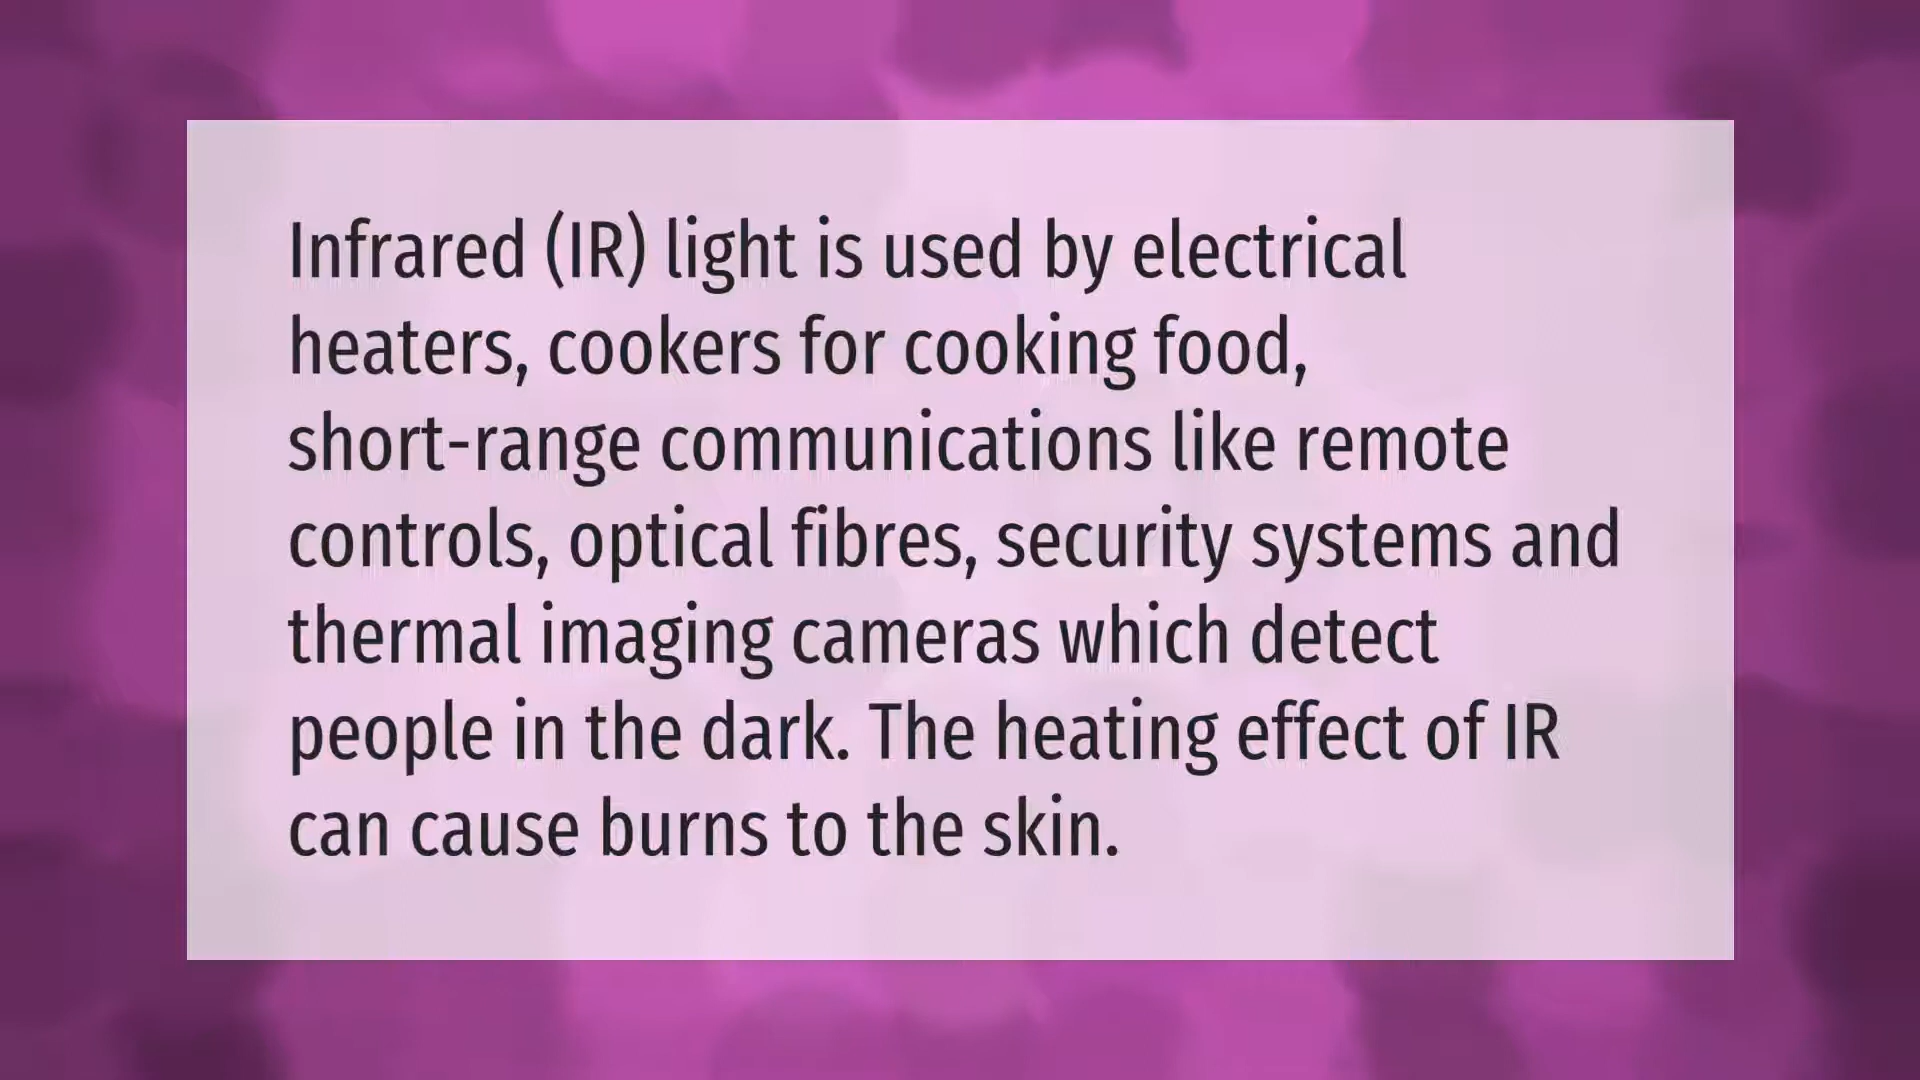 Infrared (IR) light is used by electrical
heaters, cookers for cooking food,
short-range communications like remote
controls, optical fibres, security systems and
thermal imaging cameras which detect
people in the dark. The heating effect of IR
can cause burns to the skin.